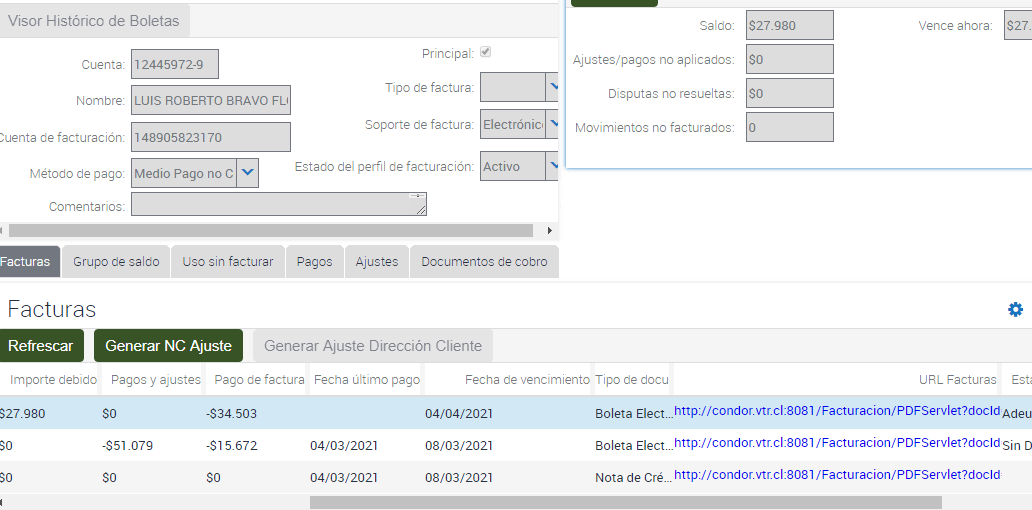 Visor Histórico de Boletas
Cuenta: 12445972-9
Principal:
Nombre: LUIS ROBERTO BRAVO FL
Tipo de factura:
Cuenta de facturación: 148905823170
Soporte de factura: Electrónic
Método de pago: Medio Pago no C
Estado del perfil de facturación: Activo
Comentarios:
Saldo: $27.980 Vence ahora: $27.
Ajustes/pagos no aplicados: $0
Disputas no resueltas: $0
Movimientos no facturados: 0
Facturas Grupo de saldo Uso sin facturar Pagos Ajustes Documentos de cobro
Facturas
Refrescar Generar NC Ajuste Generar Ajuste Dirección Cliente
Importe debido Pagos y ajustes Pago de factura Fecha último pago Fecha de vencimiento Tipo de docu URL Facturas Esta
$27.980 $0 -$34.503 04/04/2021 Boleta Elect... http://condor.vtr.cl:8081/Facturacion/PDFServlet?docId Adeu
$0 -$51.079 -$15.672 04/03/2021 08/03/2021 Boleta Elect... http://condor.vtr.cl:8081/Facturacion/PDFServlet?docId Sin D
$0 $0 $0 04/03/2021 08/03/2021 Nota de Cré... http://condor.vtr.cl:8081/Facturacion/PDFServlet?docId